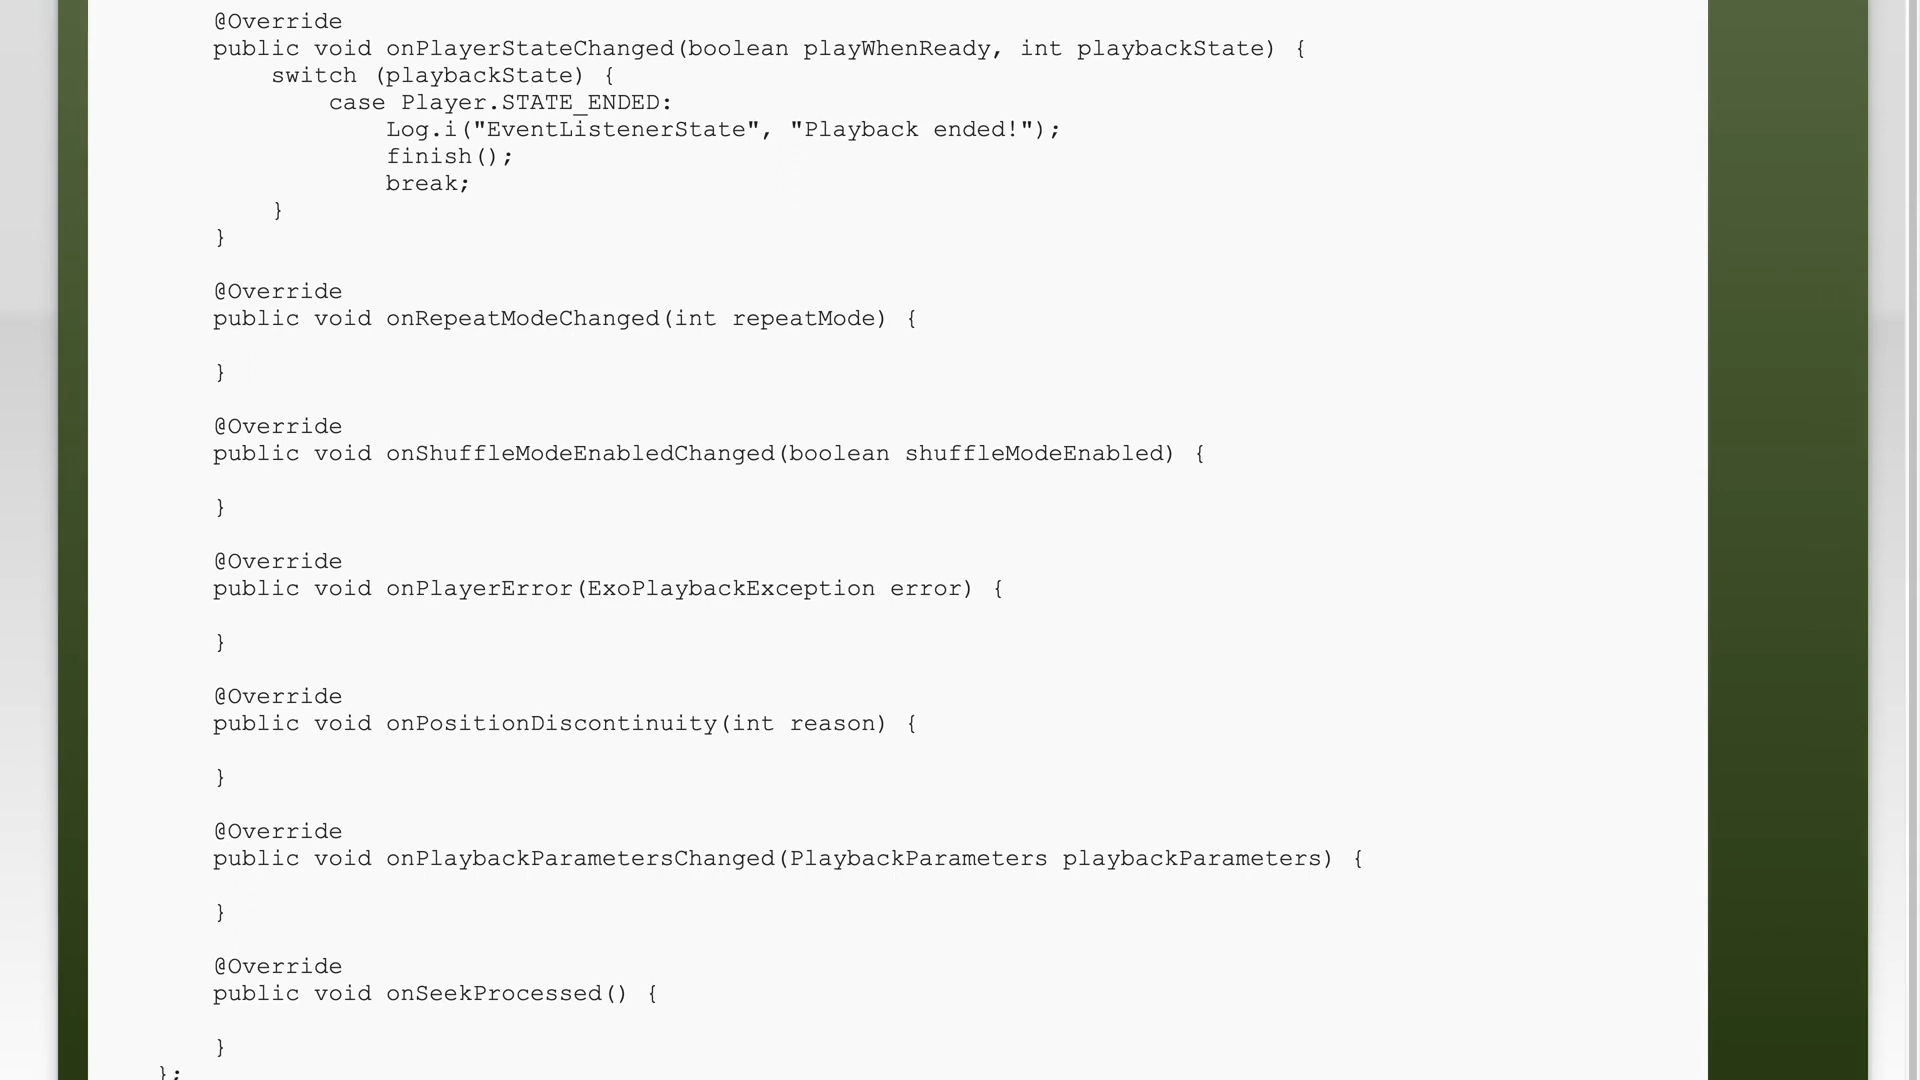 @Override
public void onPlayerStateChanged(boolean playWhenReady, int playbackState) {
switch (playbackState) {
case Player.STATE_ENDED:
Log.i("EventListenerState", "Playback ended!");
finish();
break;
}
}
@Override
public void onRepeatModeChanged(int repeatMode) {
}
@Override
public void onShuffleModeEnabledChanged(boolean shuffleModeEnabled) {
}
@Override
public void onPlayerError(ExoPlaybackException error) {
}
@Override
public void onPositionDiscontinuity(int reason) {
}
@Override
public void onPlaybackParametersChanged(PlaybackParameters playbackParameters) {
}
@Override
public void onSeekProcessed() {
}
};